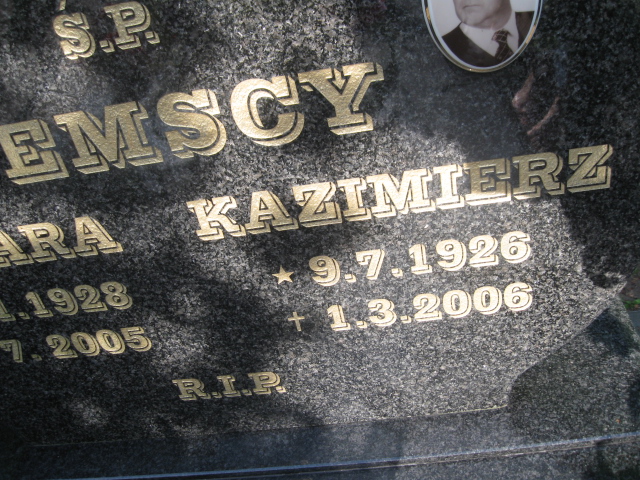 Ś.P.
EMSCY
ARA KAZIMIERZ
1.1928 ★ 9.7.1926
7.2005 † 1.3.2006
R.I.P.